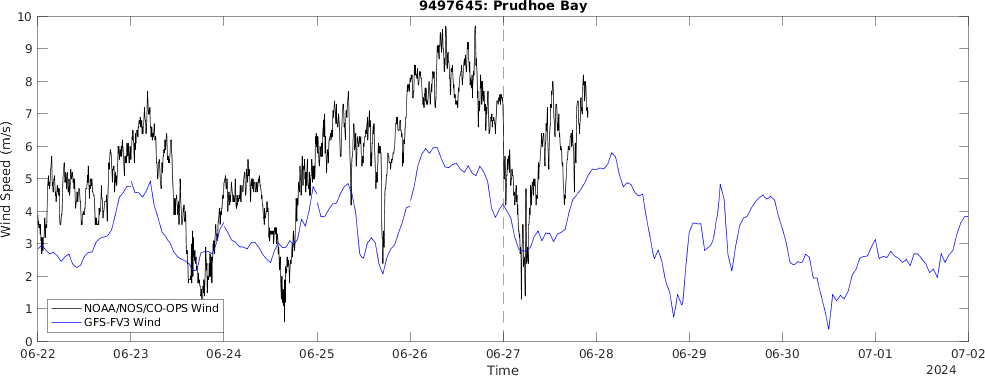 9497645: Prudhoe Bay
Wind Speed (m/s)
10
9
8
7
6
5
4
3
2
1
0
NOAA/NOS/CO-OPS Wind
GFS-FV3 Wind
06-22 06-23 06-24 06-25 06-26 06-27 06-28 06-29 06-30 07-01 07-02
Time
2024